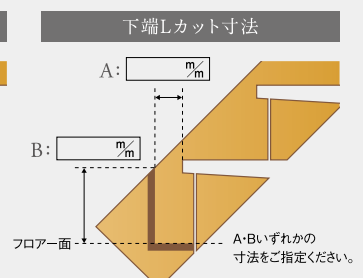 下端Lカット寸法
A: m/m
B: m/m
フロアー面
A・Bいずれかの
寸法をご指定ください。